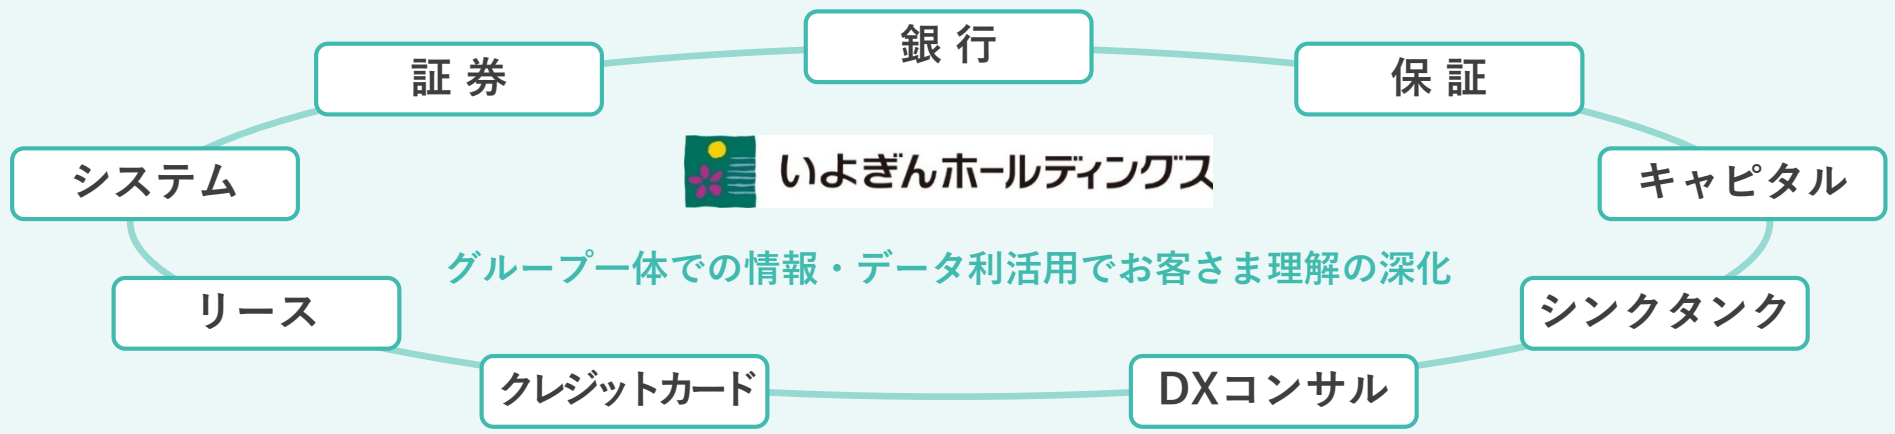 銀 行
証 券
保 証
いよぎんホールディングス
システム
キャピタル
グループ一体での情報・データ利活用でお客さま理解の深化
リース
シンクタンク
クレジットカード
DXコンサル